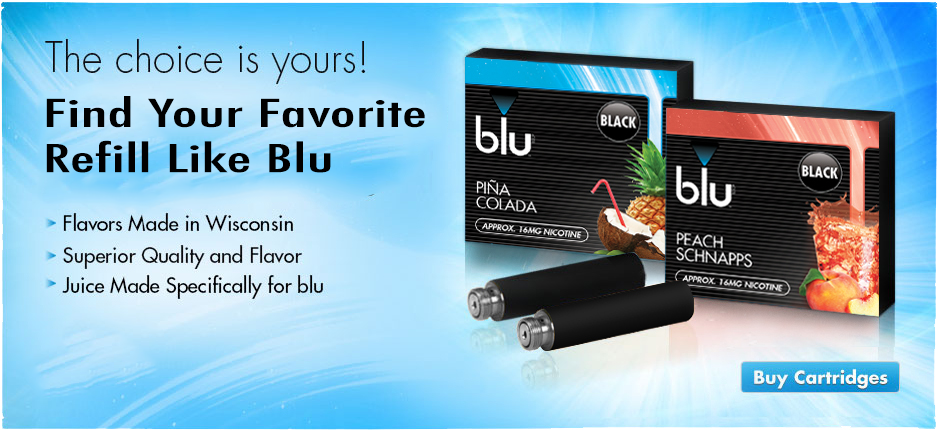 The choice is yours!
Find Your Favorite
Refill Like Blu
Flavors Made in Wisconsin
Superior Quality and Flavor
Juice Made Specifically for blu
blu
BLACK
PIÑA
COLADA
APPROX. 16MG NICOTINE
blu
BLACK
PEACH
SCHNAPPS
APPROX. 16MG NICOTINE
Buy Cartridges